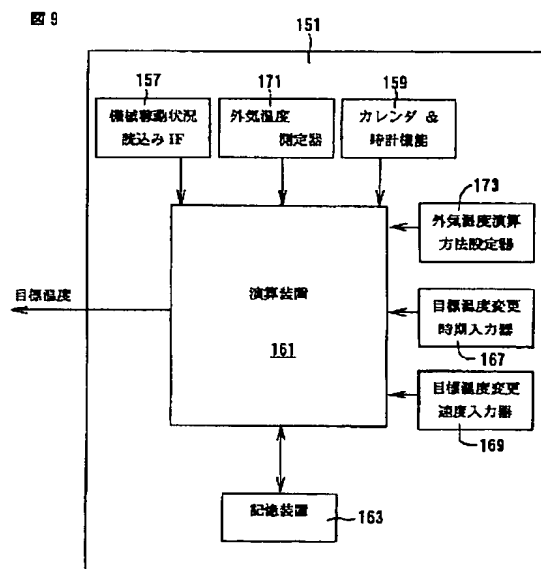 図9
151
157
171
159
機械稼動状況
読込みIF
外気温度
測定器
カレンダ &
時計機能
173
外気温度演算
方法設定器
目標温度
演算装置
161
目標温度変更
時期入力器
167
目標温度変更
速度入力器
169
記憶装置
163